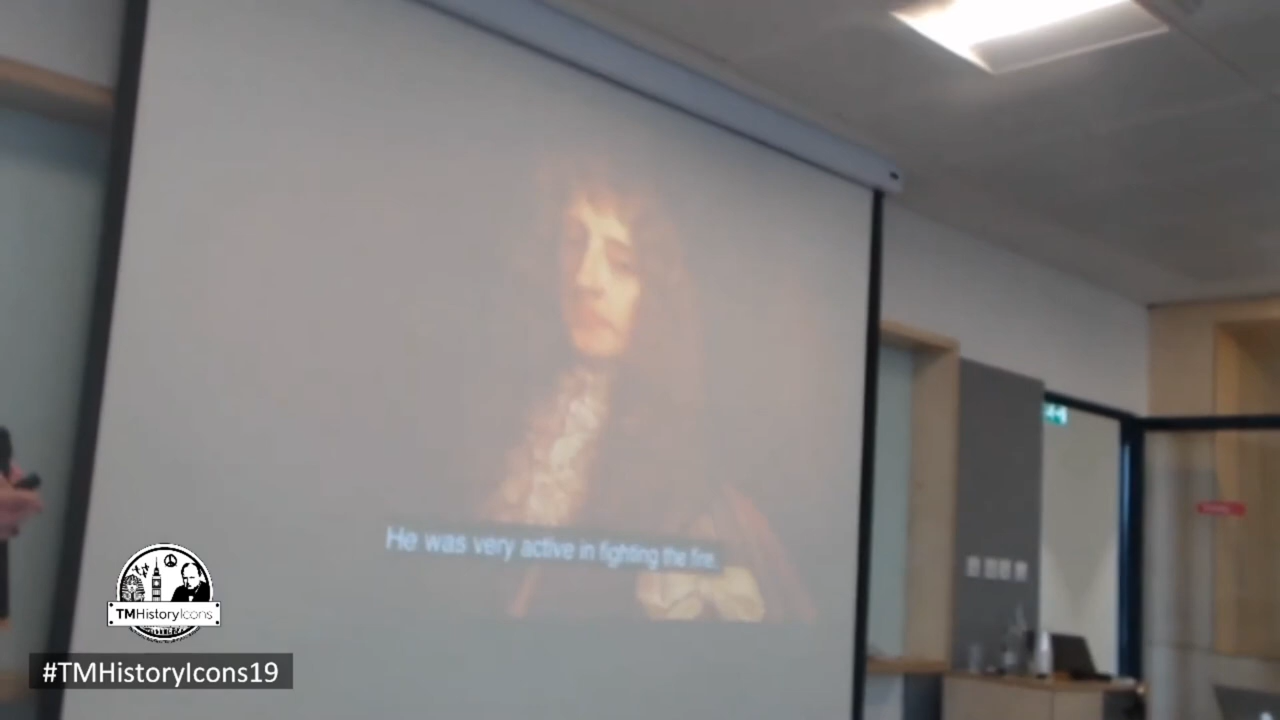 He was very active in fighting the fire.
TMHistoryIcons
#TMHistoryIcons19